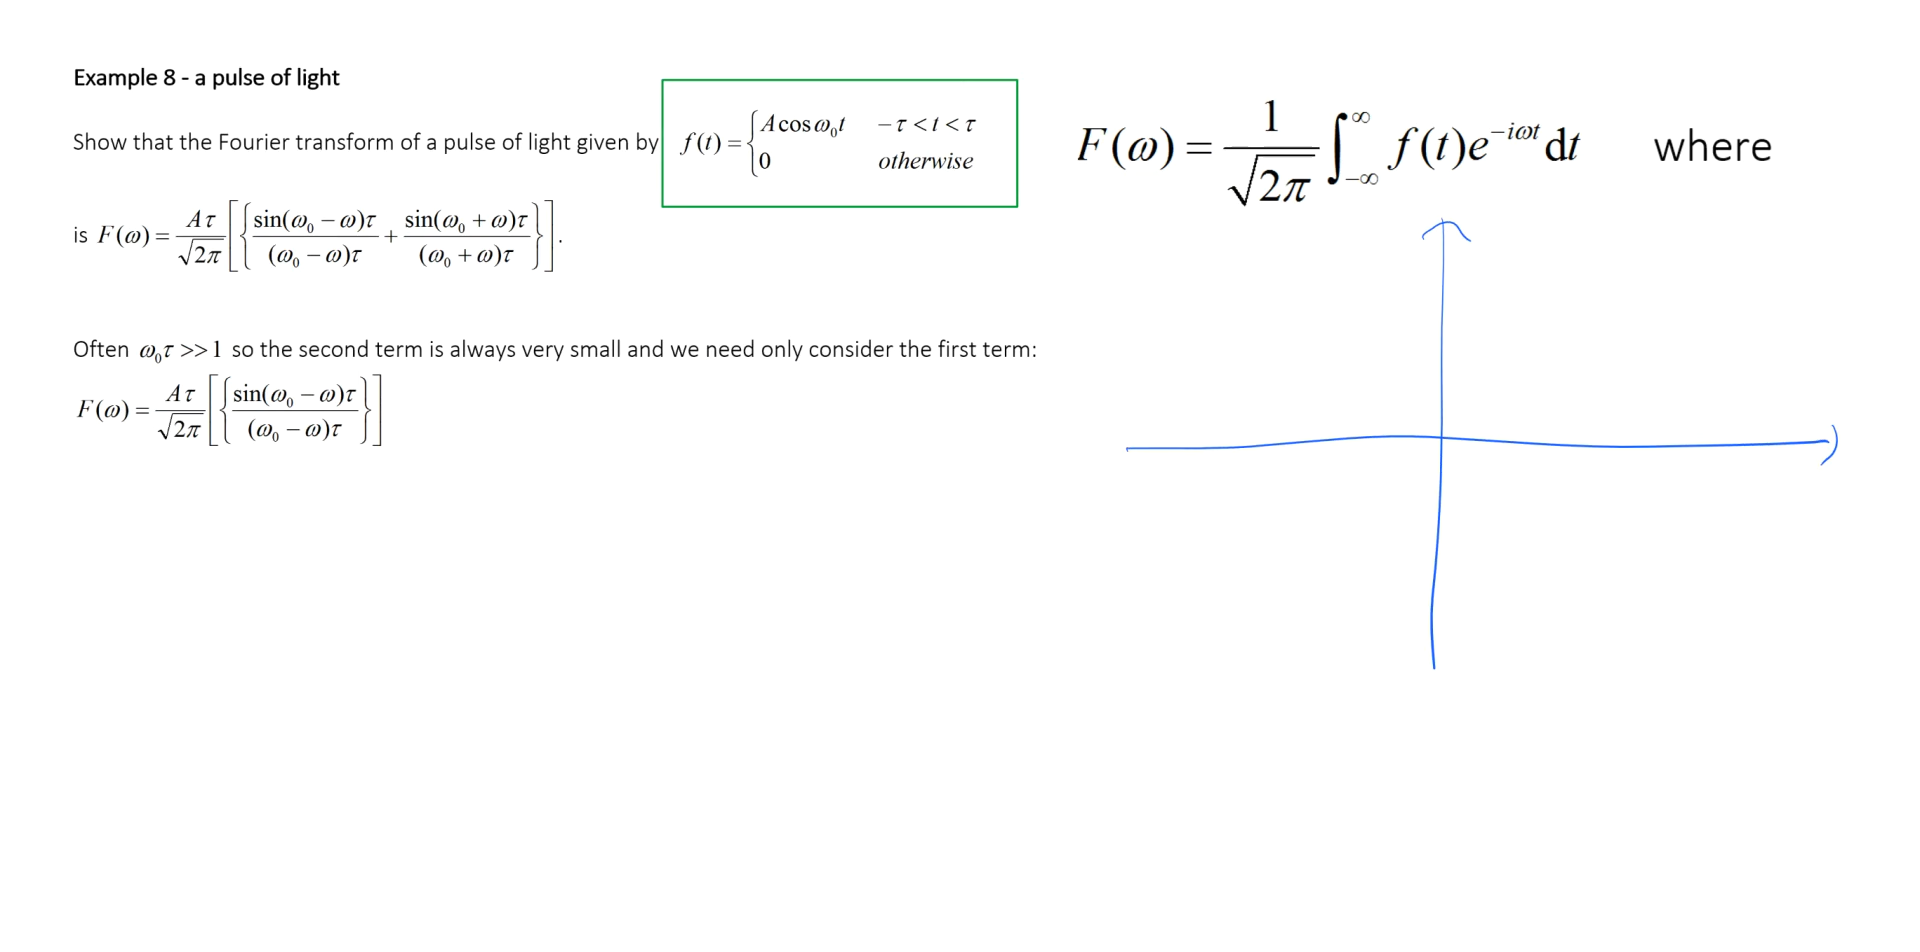 Example 8 - a pulse of light
Show that the Fourier transform of a pulse of light given by f(t) = { A cos ω₀t −τ < t < τ
0 otherwise
is F(ω) = Aτ/√2π [{ sin(ω₀ − ω)τ / (ω₀ − ω)τ + sin(ω₀ + ω)τ / (ω₀ + ω)τ }].
Often ω₀τ >> 1 so the second term is always very small and we need only consider the first term:
F(ω) = Aτ/√2π [{ sin(ω₀ − ω)τ / (ω₀ − ω)τ }]
F(ω) = 1/√2π ∫_{−∞}^{∞} f(t)e^{−iωt} dt where